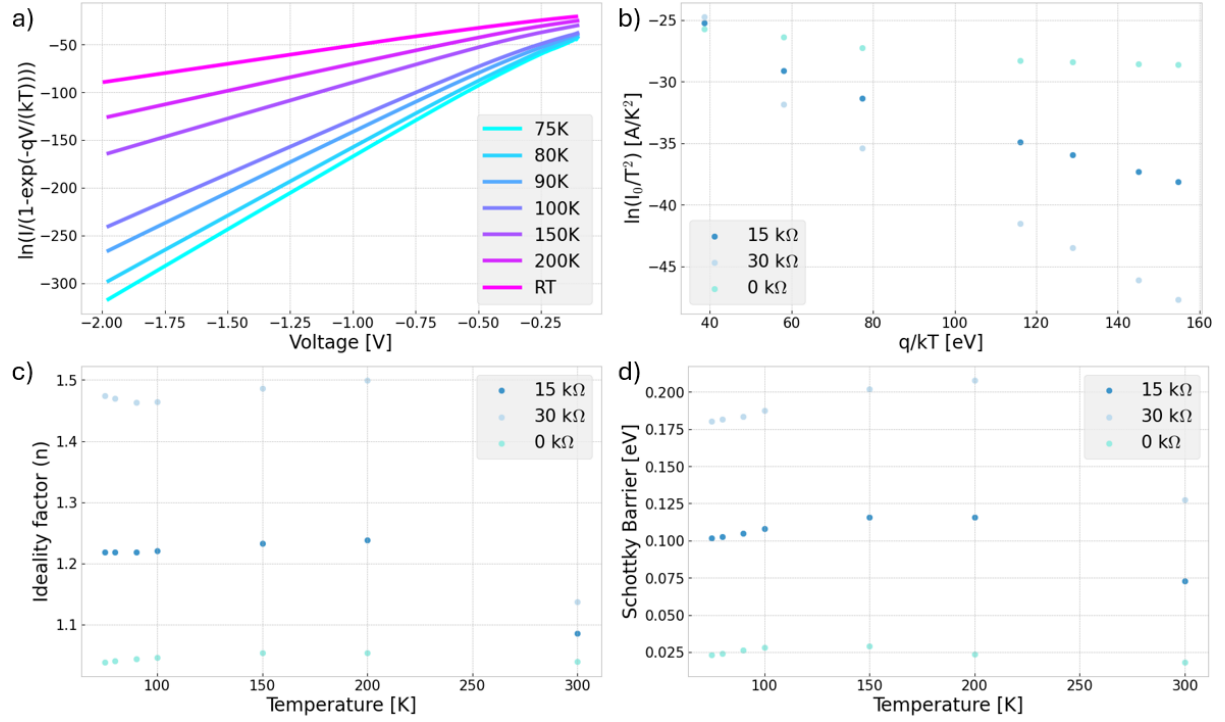 a)
ln(I/(1-exp(-qV/(kT))))
−50
−100
−150
−200
−250
−300
75K
80K
90K
100K
150K
200K
RT
−2.00 −1.75 −1.50 −1.25 −1.00 −0.75 −0.50 −0.25
Voltage [V]
b)
ln(I₀/T²) [A/K²]
−25
−30
−35
−40
−45
15 kΩ
30 kΩ
0 kΩ
40 60 80 100 120 140 160
q/kT [eV]
c)
Ideality factor (n)
1.5
1.4
1.3
1.2
1.1
15 kΩ
30 kΩ
0 kΩ
100 150 200 250 300
Temperature [K]
d)
Schottky Barrier [eV]
0.200
0.175
0.150
0.125
0.100
0.075
0.050
0.025
15 kΩ
30 kΩ
0 kΩ
100 150 200 250 300
Temperature [K]